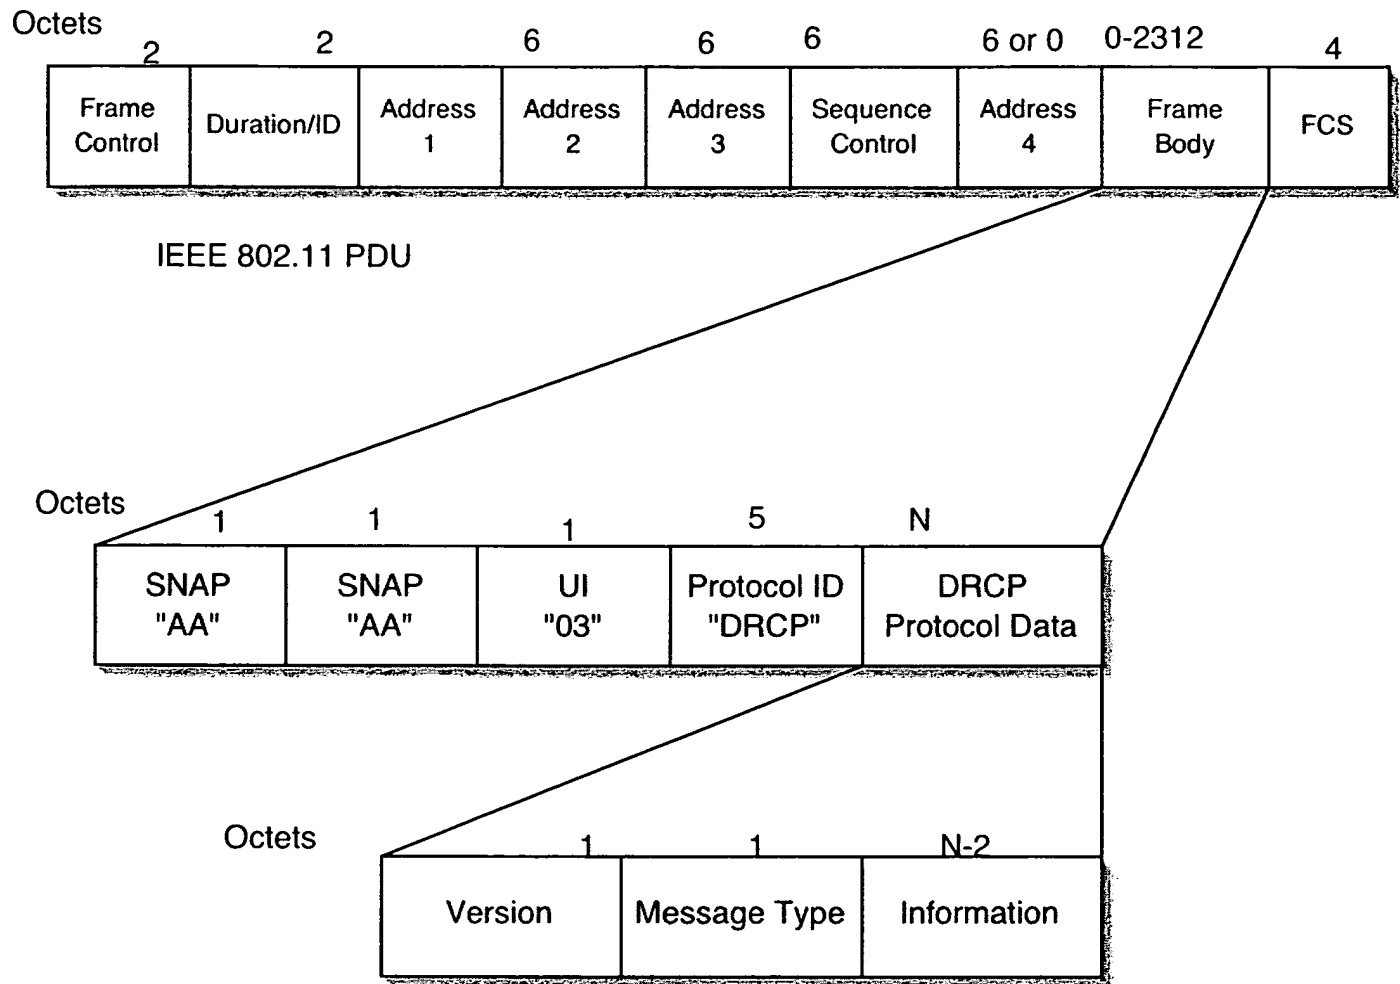 Octets
2 2 6 6 6 6 or 0 0-2312 4
Frame
Control
Duration/ID
Address
1
Address
2
Address
3
Sequence
Control
Address
4
Frame
Body
FCS
IEEE 802.11 PDU
Octets
1 1 1 5 N
SNAP
"AA"
SNAP
"AA"
UI
"03"
Protocol ID
"DRCP"
DRCP
Protocol Data
Octets
1 1 N-2
Version
Message Type
Information